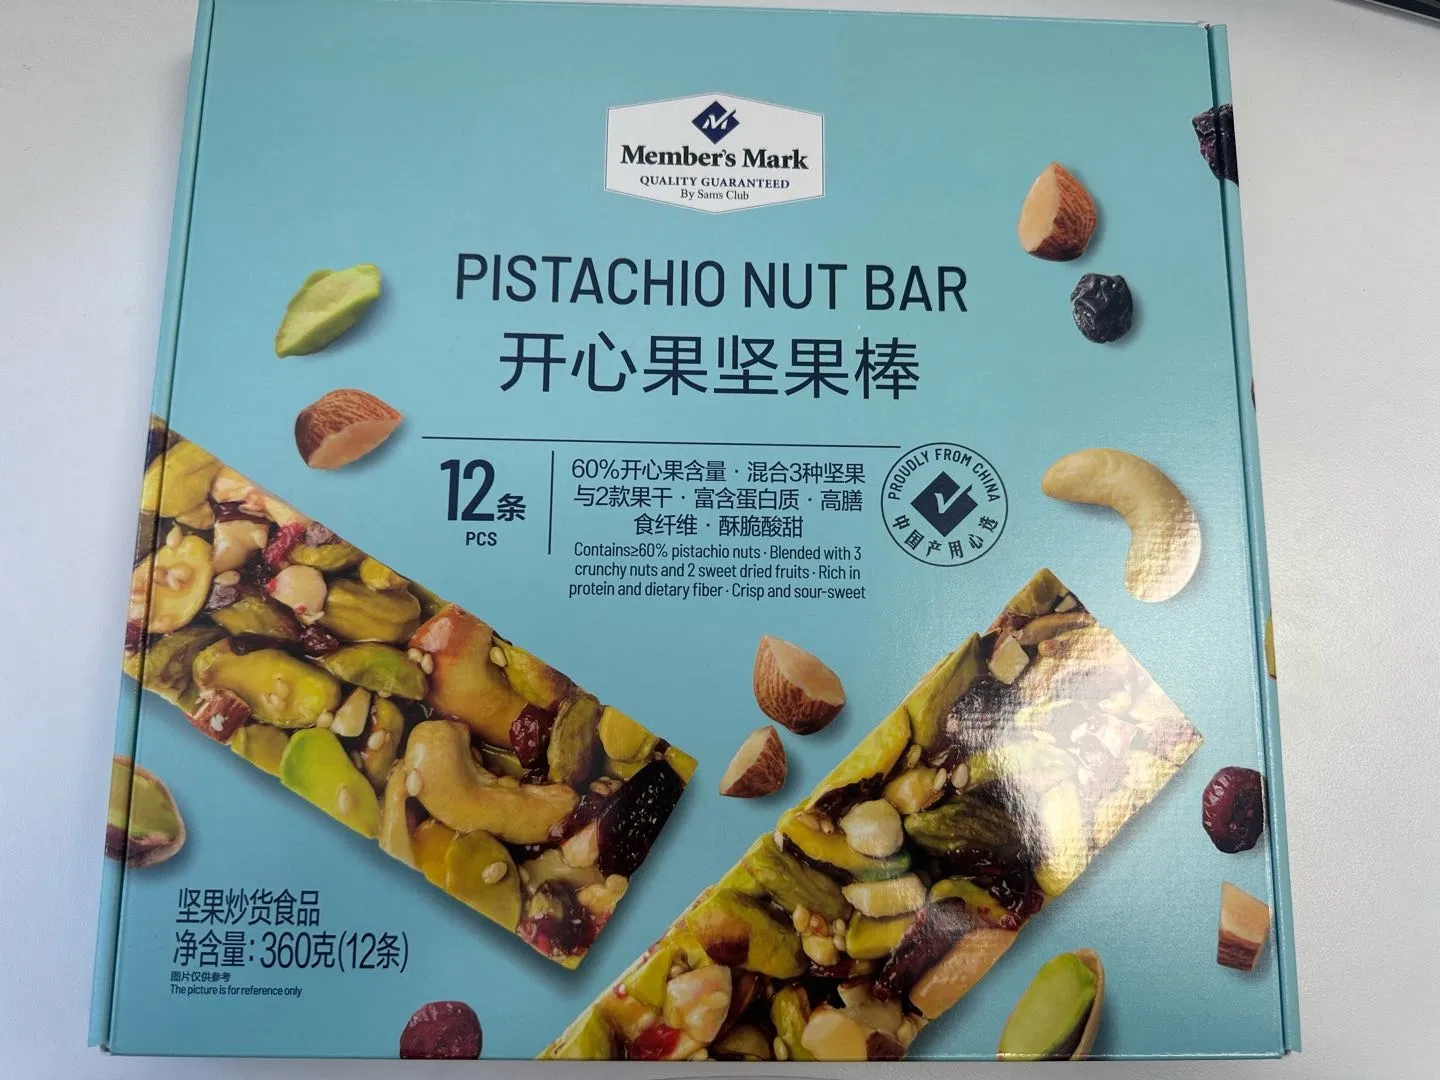 Member's Mark
QUALITY GUARANTEED
By Sam's Club
PISTACHIO NUT BAR
开心果坚果棒
12条
PCS
60%开心果含量·混合3种坚果
与2款果干·富含蛋白质·高膳
食纤维·酥脆酸甜
Contains≥60% pistachio nuts·Blended with 3
crunchy nuts and 2 sweet dried fruits·Rich in
protein and dietary fiber·Crisp and sour-sweet
PROUDLY FROM CHINA
中国产用心选
坚果炒货食品
净含量:360克(12条)
图片仅供参考
The picture is for reference only